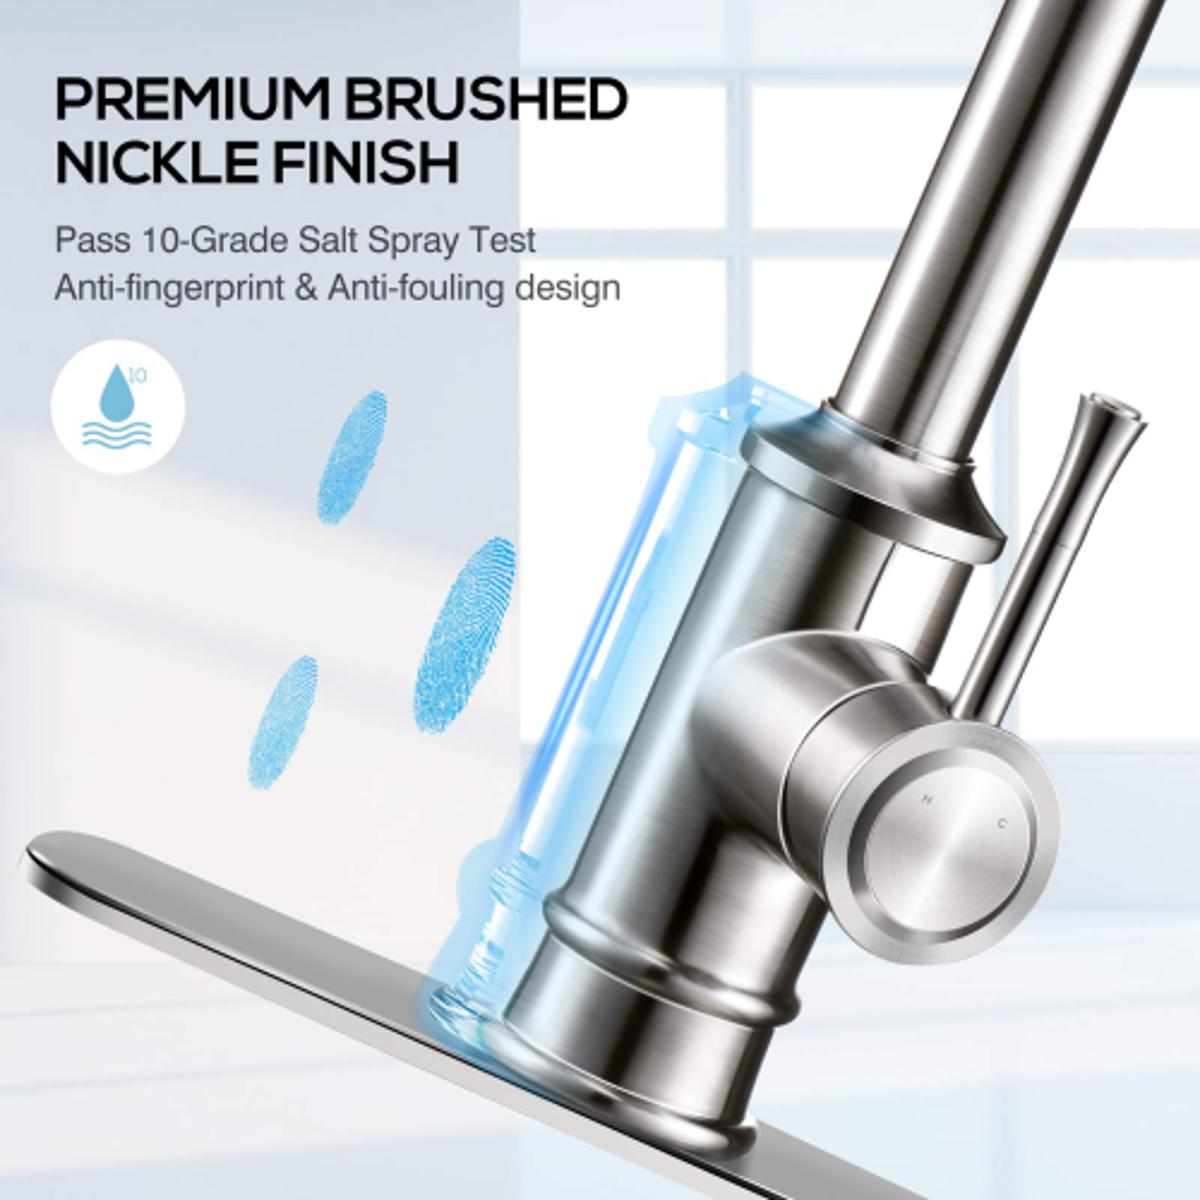 PREMIUM BRUSHED
NICKLE FINISH
Pass 10-Grade Salt Spray Test
Anti-fingerprint & Anti-fouling design
10
H
C